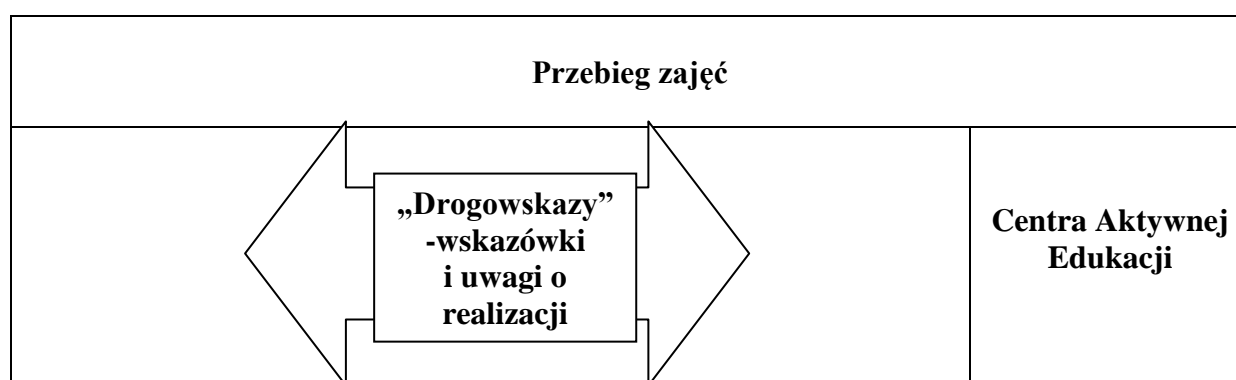 Przebieg zajęć
„Drogowskazy”
-wskazówki
i uwagi o
realizacji
Centra Aktywnej
Edukacji